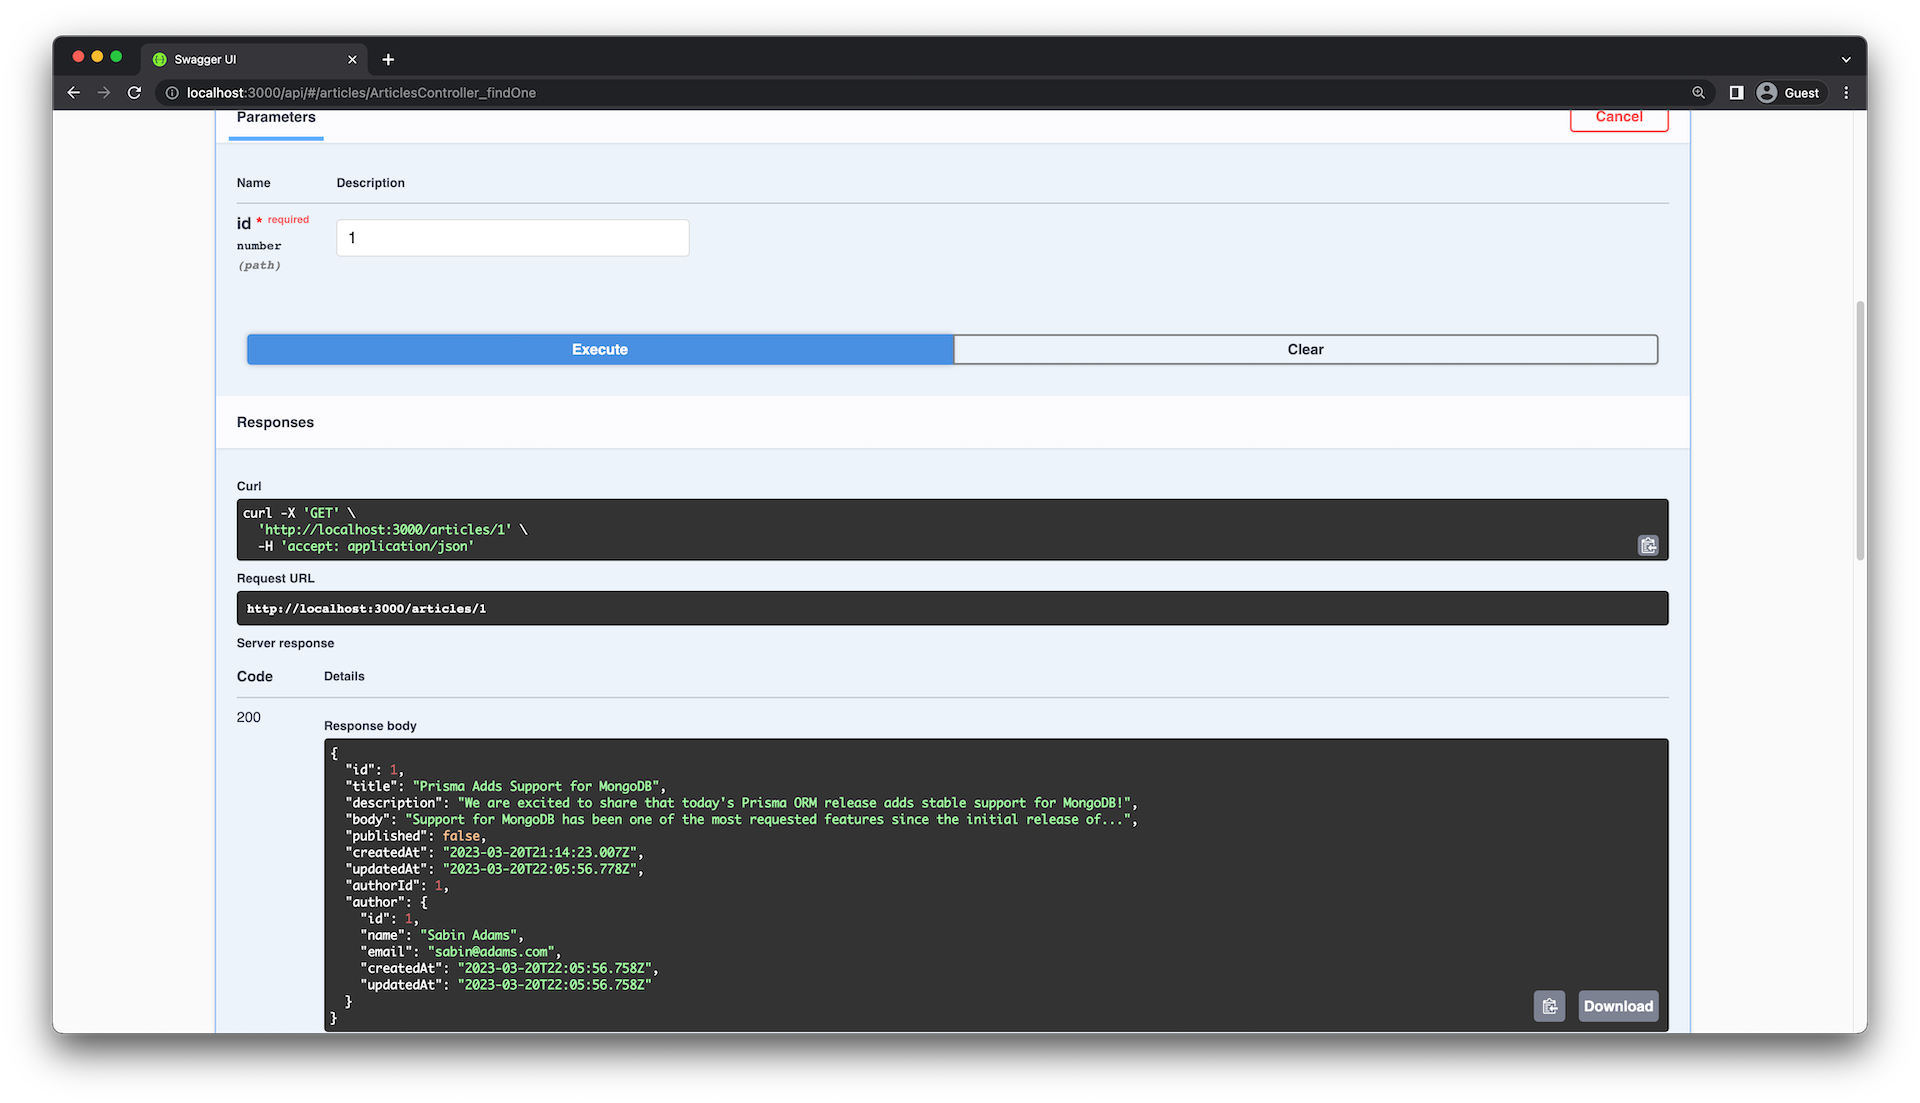 Swagger UI
localhost:3000/api/#/articles/ArticlesController_findOne
Guest
Parameters
Cancel
Name Description
id * required
1
number
(path)
Execute
Clear
Responses
Curl
curl -X 'GET' \
'http://localhost:3000/articles/1' \
-H 'accept: application/json'
Request URL
http://localhost:3000/articles/1
Server response
Code Details
200
Response body
{
"id": 1,
"title": "Prisma Adds Support for MongoDB",
"description": "We are excited to share that today's Prisma ORM release adds stable support for MongoDB!",
"body": "Support for MongoDB has been one of the most requested features since the initial release of...",
"published": false,
"createdAt": "2023-03-20T21:14:23.007Z",
"updatedAt": "2023-03-20T22:05:56.778Z",
"authorId": 1,
"author": {
"id": 1,
"name": "Sabin Adams",
"email": "sabin@adams.com",
"createdAt": "2023-03-20T22:05:56.758Z",
"updatedAt": "2023-03-20T22:05:56.758Z"
}
}
Download